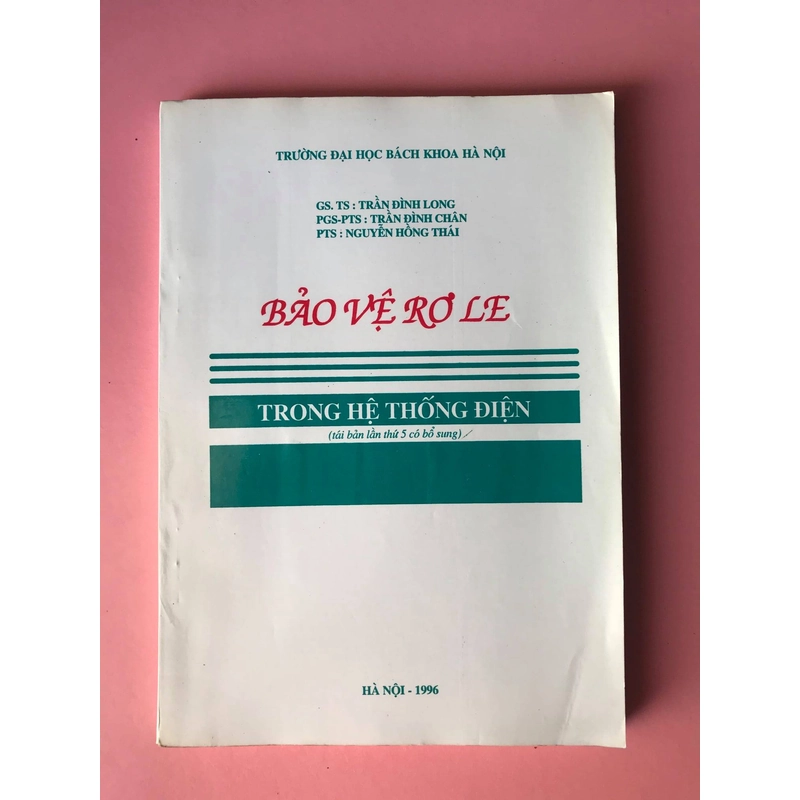 TRƯỜNG ĐẠI HỌC BÁCH KHOA HÀ NỘI
GS. TS : TRẦN ĐÌNH LONG
PGS-PTS : TRẦN ĐÌNH CHÂN
PTS : NGUYỄN HỒNG THÁI
BẢO VỆ RƠ LE
TRONG HỆ THỐNG ĐIỆN
(tái bản lần thứ 5 có bổ sung)
HÀ NỘI - 1996